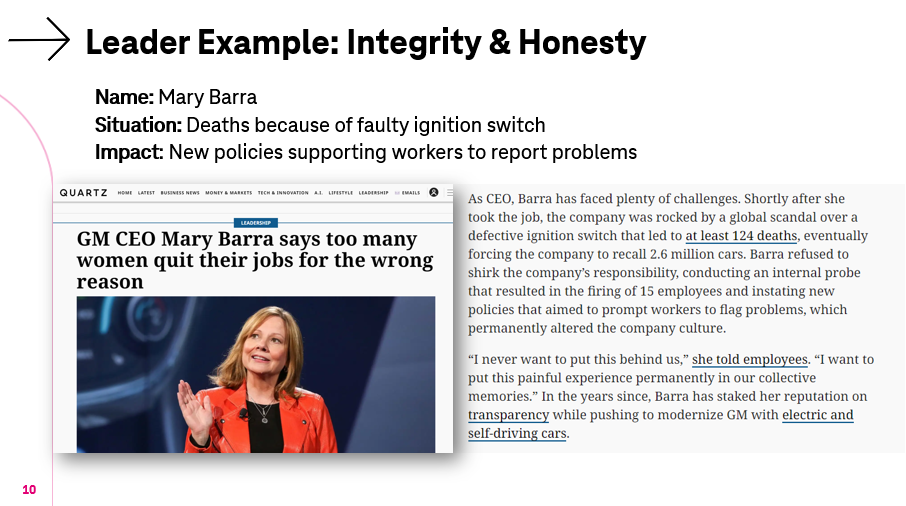 Leader Example: Integrity & Honesty
Name: Mary Barra
Situation: Deaths because of faulty ignition switch
Impact: New policies supporting workers to report problems
QUARTZ HOME LATEST BUSINESS NEWS MONEY & MARKETS TECH & INNOVATION A.I. LIFESTYLE LEADERSHIP EMAILS
LEADERSHIP
GM CEO Mary Barra says too many
women quit their jobs for the wrong
reason
As CEO, Barra has faced plenty of challenges. Shortly after she
took the job, the company was rocked by a global scandal over a
defective ignition switch that led to at least 124 deaths, eventually
forcing the company to recall 2.6 million cars. Barra refused to
shirk the company’s responsibility, conducting an internal probe
that resulted in the firing of 15 employees and instating new
policies that aimed to prompt workers to flag problems, which
permanently altered the company culture.
“I never want to put this behind us,” she told employees. “I want to
put this painful experience permanently in our collective
memories.” In the years since, Barra has staked her reputation on
transparency while pushing to modernize GM with electric and
self-driving cars.
10